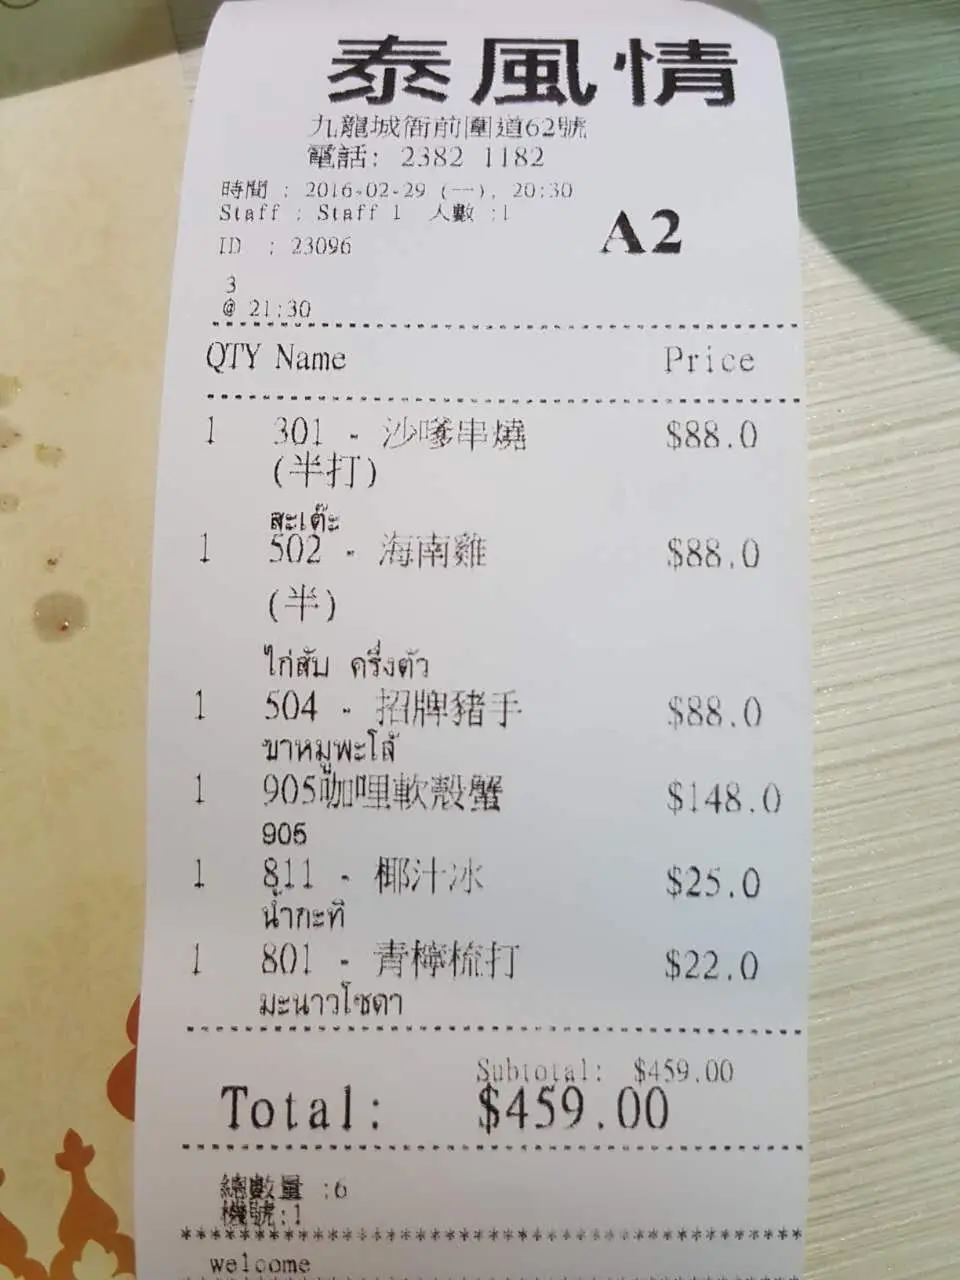 泰風情
九龍城衙前圍道62號
電話: 2382 1182
時間 : 2016-02-29 (一), 20:30
Staff : Staff 1 人數 :1
A2
ID : 23096
3
@ 21:30
QTY Name Price
1 301 - 沙嗲串燒 $88.0
(半打)
สะเต๊ะ
1 502 - 海南雞 $88.0
(半)
ไก่สับ ครึ่งตัว
1 504 - 招牌豬手 $88.0
ขาหมูพะโล้
1 905咖哩軟殼蟹 $148.0
905
1 811 - 椰汁冰 $25.0
น้ำกะทิ
1 801 - 青檸梳打 $22.0
มะนาวโซดา
Subtotal: $459.00
Total: $459.00
總數量 :6
機號:1
************************************
welcome